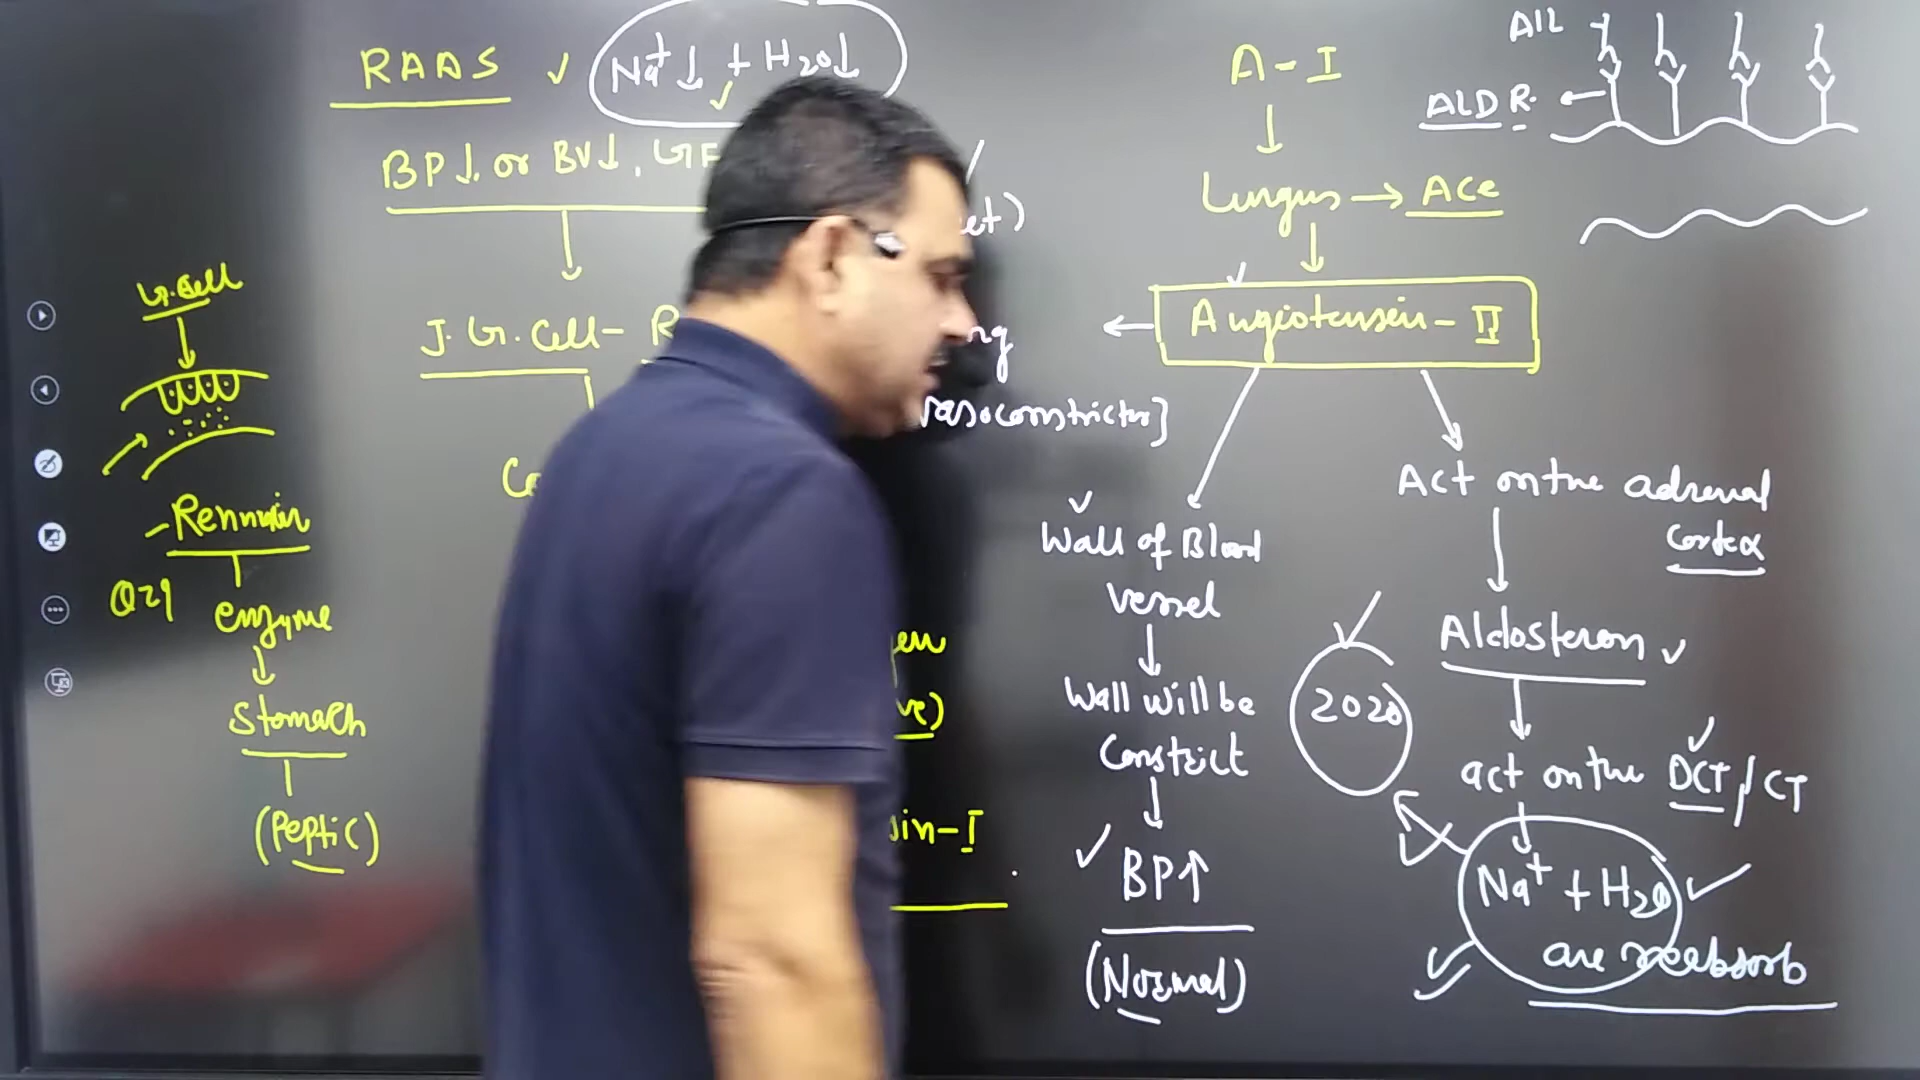 RAAS ✓ Na⁺↓ + H₂O↓
BP↓ or BV↓, GF
J.G. Cell-
G. Cell
Rennin
enzyme
Stomach
(Peptic)
sin-I
vasoconstrictor]
A-I
Lungus → ACe
Angiotensin-II
Wall of Blood
vessel
Wall will be
Constrict
BP↑
(Normal)
Act on the adrenal
Cortex
Aldosteron ✓
2020
act on the DCT/CT
Na⁺ + H₂O ✓
are reabsorb
ALD R.